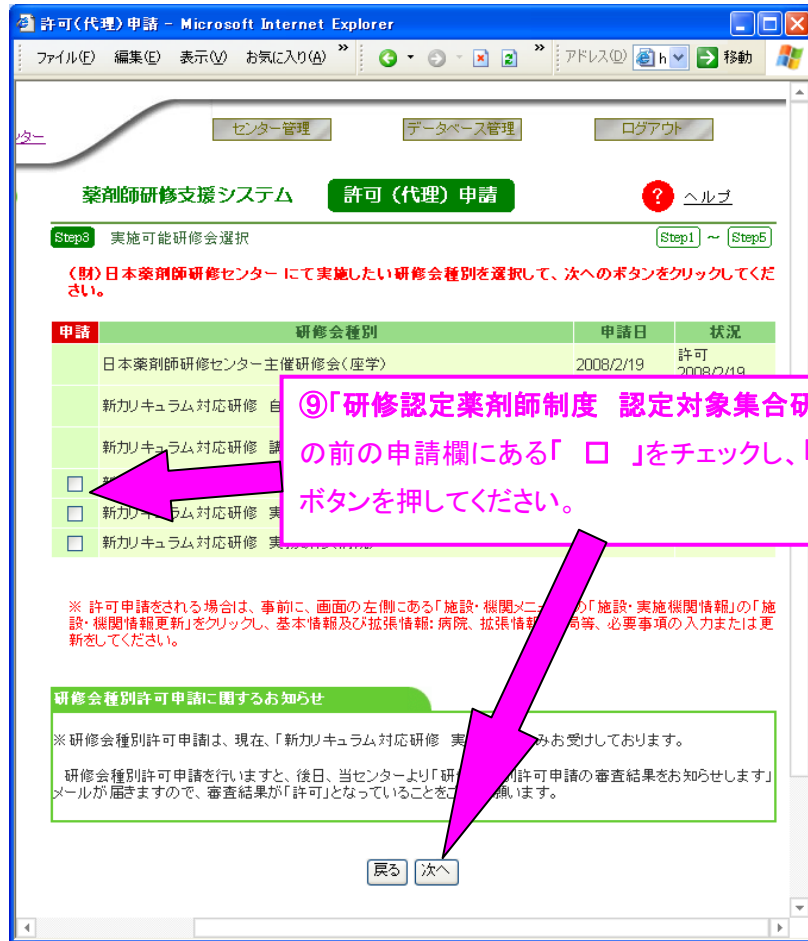 許可(代理)申請 - Microsoft Internet Explorer
ファイル(F) 編集(E) 表示(V) お気に入り(A) » » アドレス(D) h 移動
ター センター管理 データベース管理 ログアウト
薬剤師研修支援システム 許可(代理)申請 ? ヘルプ
Step3 実施可能研修会選択 Step1 ~ Step5
(財)日本薬剤師研修センター にて実施したい研修会種別を選択して、次へのボタンをクリックしてくだ
さい。
申請 研修会種別 申請日 状況
日本薬剤師研修センター主催研修会(座学) 2008/2/19 許可
2008/2/19
新カリキュラム対応研修 自
新カリキュラム対応研修 講
新カリキュラム対応研修 実
新カリキュラム対応研修
⑨「研修認定薬剤師制度 認定対象集合研
の前の申請欄にある「 □ 」をチェックし、「
ボタンを押してください。
※ 許可申請をされる場合は、事前に、画面の左側にある「施設・機関メニュ の「施設・実施機関情報」の「施
設・機関情報更新」をクリックし、基本情報及び拡張情報:病院、拡張情報 局等、必要事項の入力または更
新をしてください。
研修会種別許可申請に関するお知らせ
※研修会種別許可申請は、現在、「新カリキュラム対応研修 実 みお受けしております。
研修会種別許可申請を行いますと、後日、当センターより「研 別許可申請の審査結果をお知らせします」
メールが届きますので、審査結果が「許可」となっていることをご 願います。
戻る 次へ